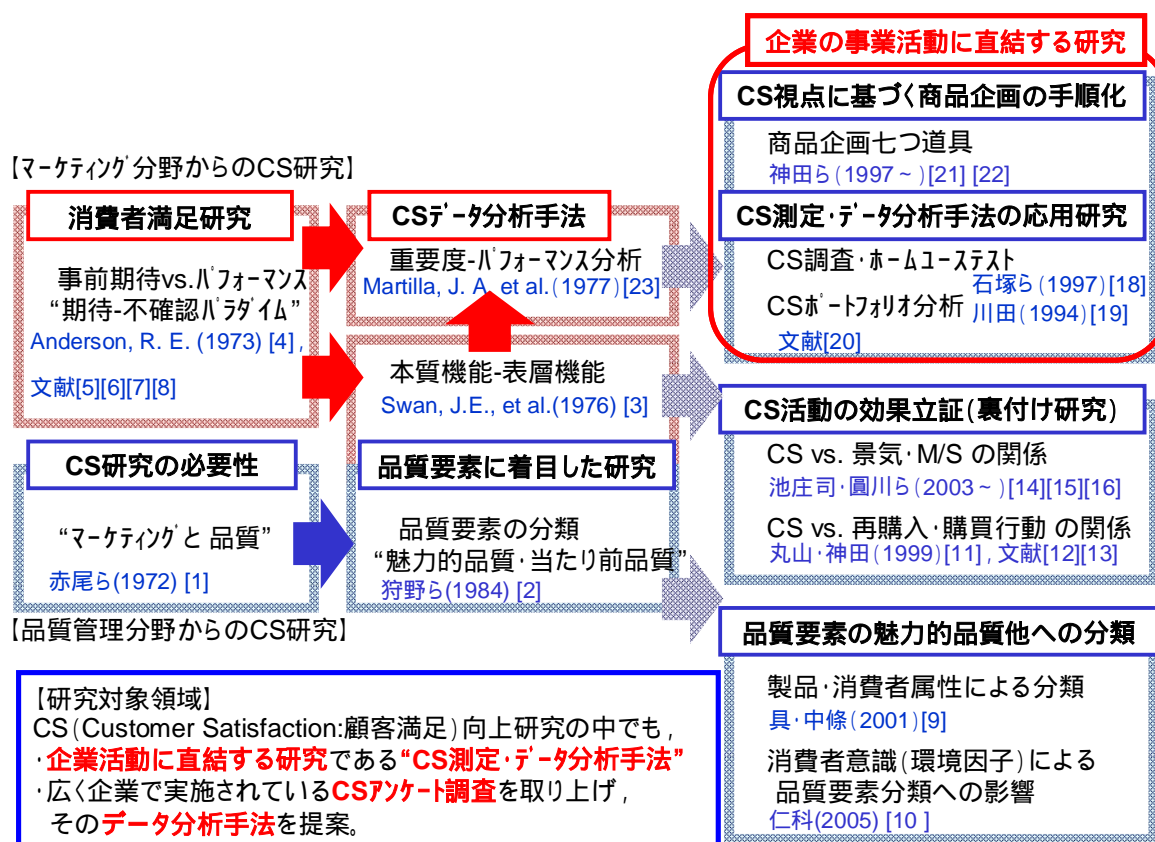 企業の事業活動に直結する研究
CS視点に基づく商品企画の手順化
商品企画七つ道具
神田ら(1997～)[21] [22]
CS測定・データ分析手法の応用研究
CS調査・ホームユーステスト
石塚ら(1997)[18]
CSポートフォリオ分析
川田(1994)[19]
文献[20]
【マーケティング分野からのCS研究】
消費者満足研究
事前期待vs.パフォーマンス
“期待-不確認パラダイム”
Anderson, R. E. (1973) [4],
文献[5][6][7][8]
CSデータ分析手法
重要度-パフォーマンス分析
Martilla, J. A, et al.(1977)[23]
本質機能-表層機能
Swan, J.E., et al.(1976) [3]
CS研究の必要性
“マーケティングと 品質”
赤尾ら(1972) [1]
品質要素に着目した研究
品質要素の分類
“魅力的品質・当たり前品質”
狩野ら(1984) [2]
【品質管理分野からのCS研究】
CS活動の効果立証(裏付け研究)
CS vs. 景気・M/S の関係
池庄司・圓川ら(2003～)[14][15][16]
CS vs. 再購入・購買行動 の関係
丸山・神田(1999)[11], 文献[12][13]
品質要素の魅力的品質他への分類
製品・消費者属性による分類
具・中條(2001)[9]
消費者意識(環境因子)による
品質要素分類への影響
仁科(2005) [10 ]
【研究対象領域】
CS(Customer Satisfaction:顧客満足)向上研究の中でも,
・企業活動に直結する研究である“CS測定・データ分析手法”
・広く企業で実施されているCSアンケート調査を取り上げ,
そのデータ分析手法を提案。